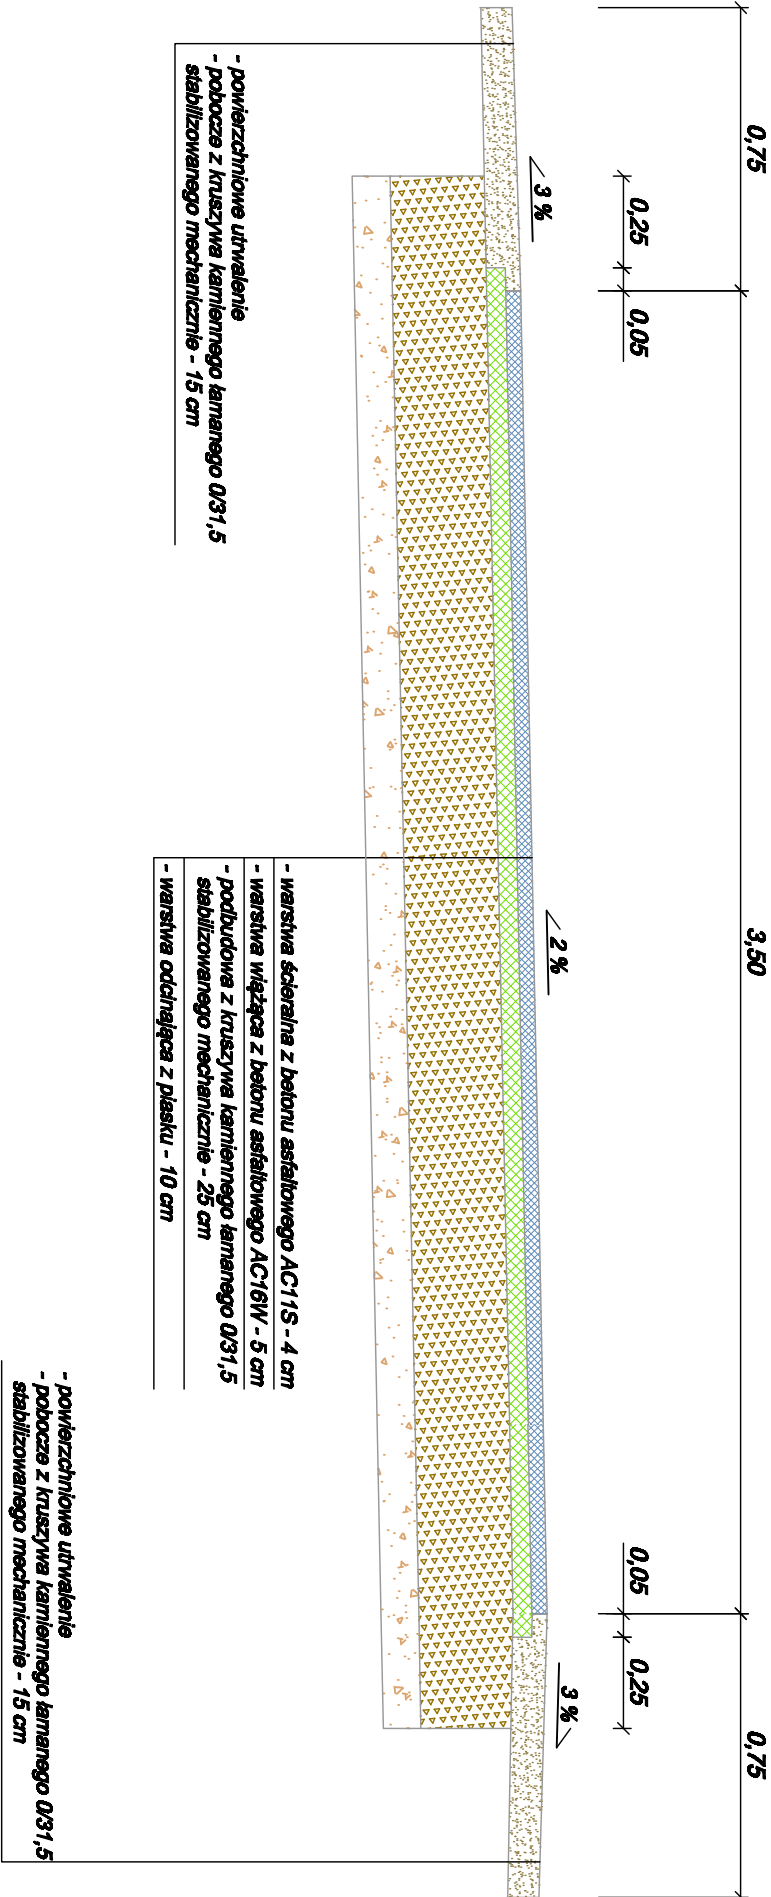 0,75
3,50
0,75
0,25
0,05
0,05
0,25
3 %
2 %
3 %
- powierzchniowe utrwalenie
- pobocze z kruszywa kamiennego łamanego 0/31,5
stabilizowanego mechanicznie - 15 cm
- warstwa ścieralna z betonu asfaltowego AC11S - 4 cm
- warstwa wiążąca z betonu asfaltowego AC16W - 5 cm
- podbudowa z kruszywa kamiennego łamanego 0/31,5
stabilizowanego mechanicznie - 25 cm
- warstwa odcinająca z piasku - 10 cm
- powierzchniowe utrwalenie
- pobocze z kruszywa kamiennego łamanego 0/31,5
stabilizowanego mechanicznie - 15 cm